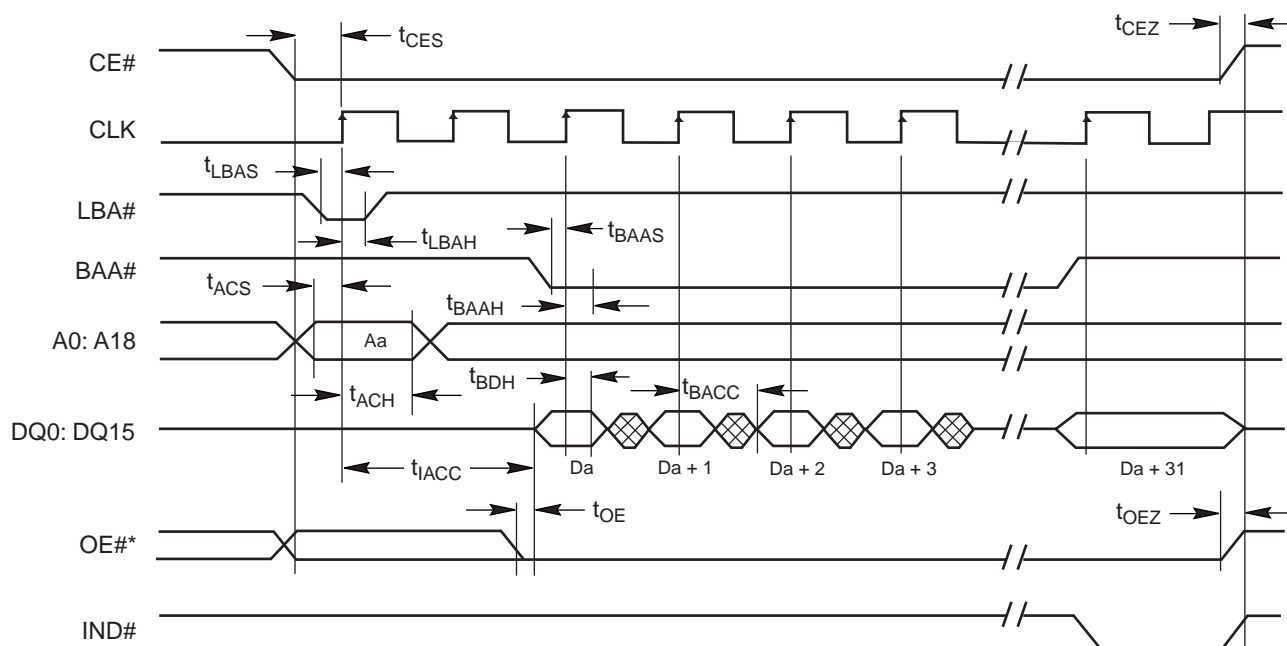 tCES
tCEZ
CE#
CLK
tLBAS
LBA#
tLBAH
tBAAS
BAA#
tACS
tBAAH
A0: A18
Aa
tACH
tBDH
tBACC
DQ0: DQ15
Da
Da + 1
Da + 2
Da + 3
Da + 31
tIACC
tOE
tOEZ
OE#*
IND#